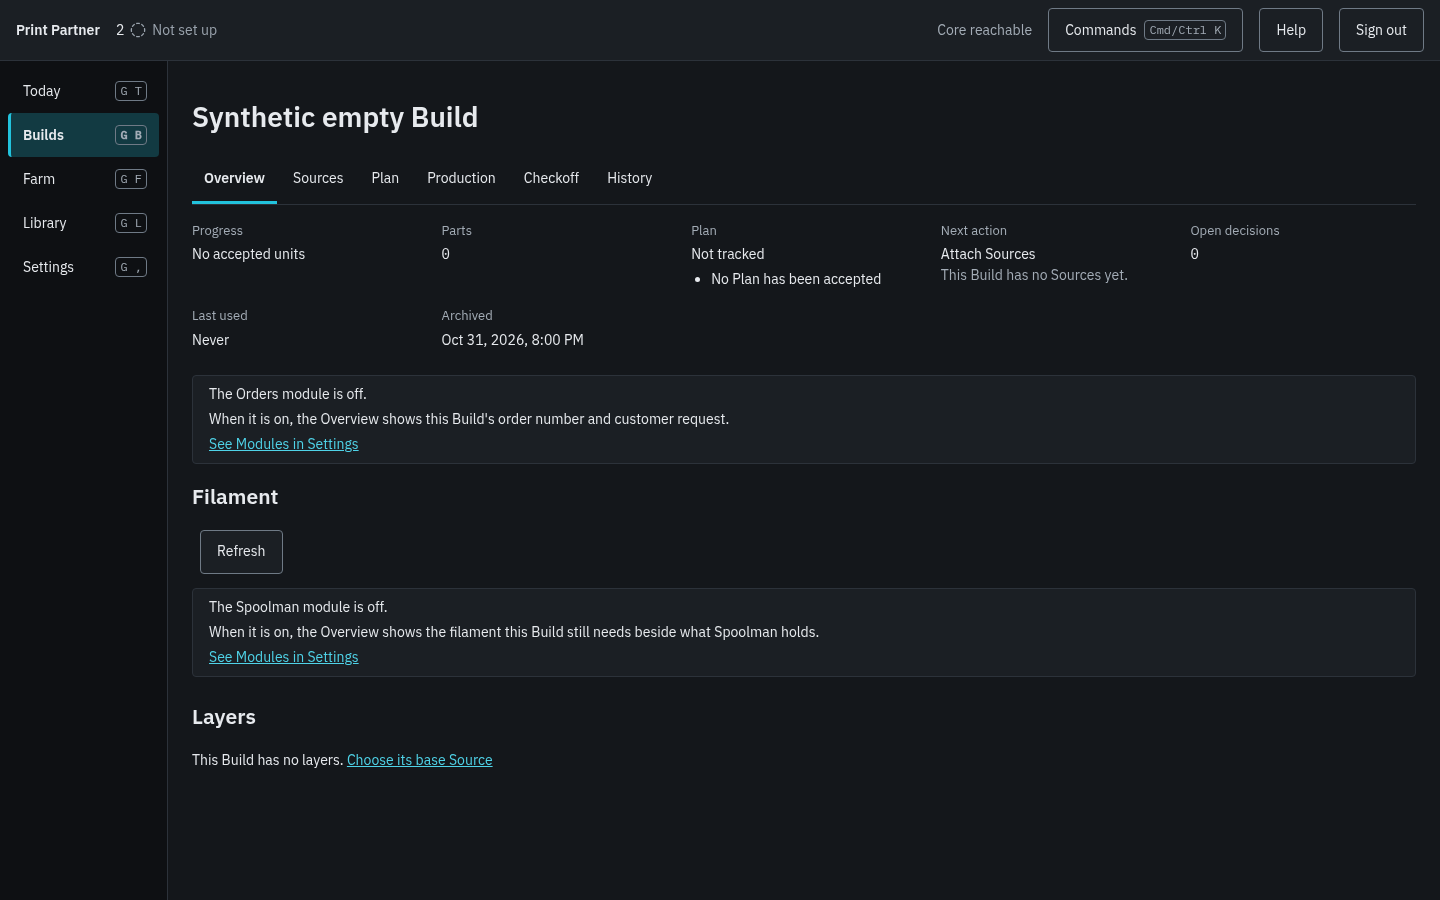 Print Partner 2 Not set up Core reachable Commands Cmd/Ctrl K Help Sign out
Today G T
Builds G B
Farm G F
Library G L
Settings G ,
Synthetic empty Build
Overview Sources Plan Production Checkoff History
Progress
No accepted units
Parts
0
Plan
Not tracked
• No Plan has been accepted
Next action
Attach Sources
This Build has no Sources yet.
Open decisions
0
Last used
Never
Archived
Oct 31, 2026, 8:00 PM
The Orders module is off.
When it is on, the Overview shows this Build's order number and customer request.
See Modules in Settings
Filament
Refresh
The Spoolman module is off.
When it is on, the Overview shows the filament this Build still needs beside what Spoolman holds.
See Modules in Settings
Layers
This Build has no layers. Choose its base Source